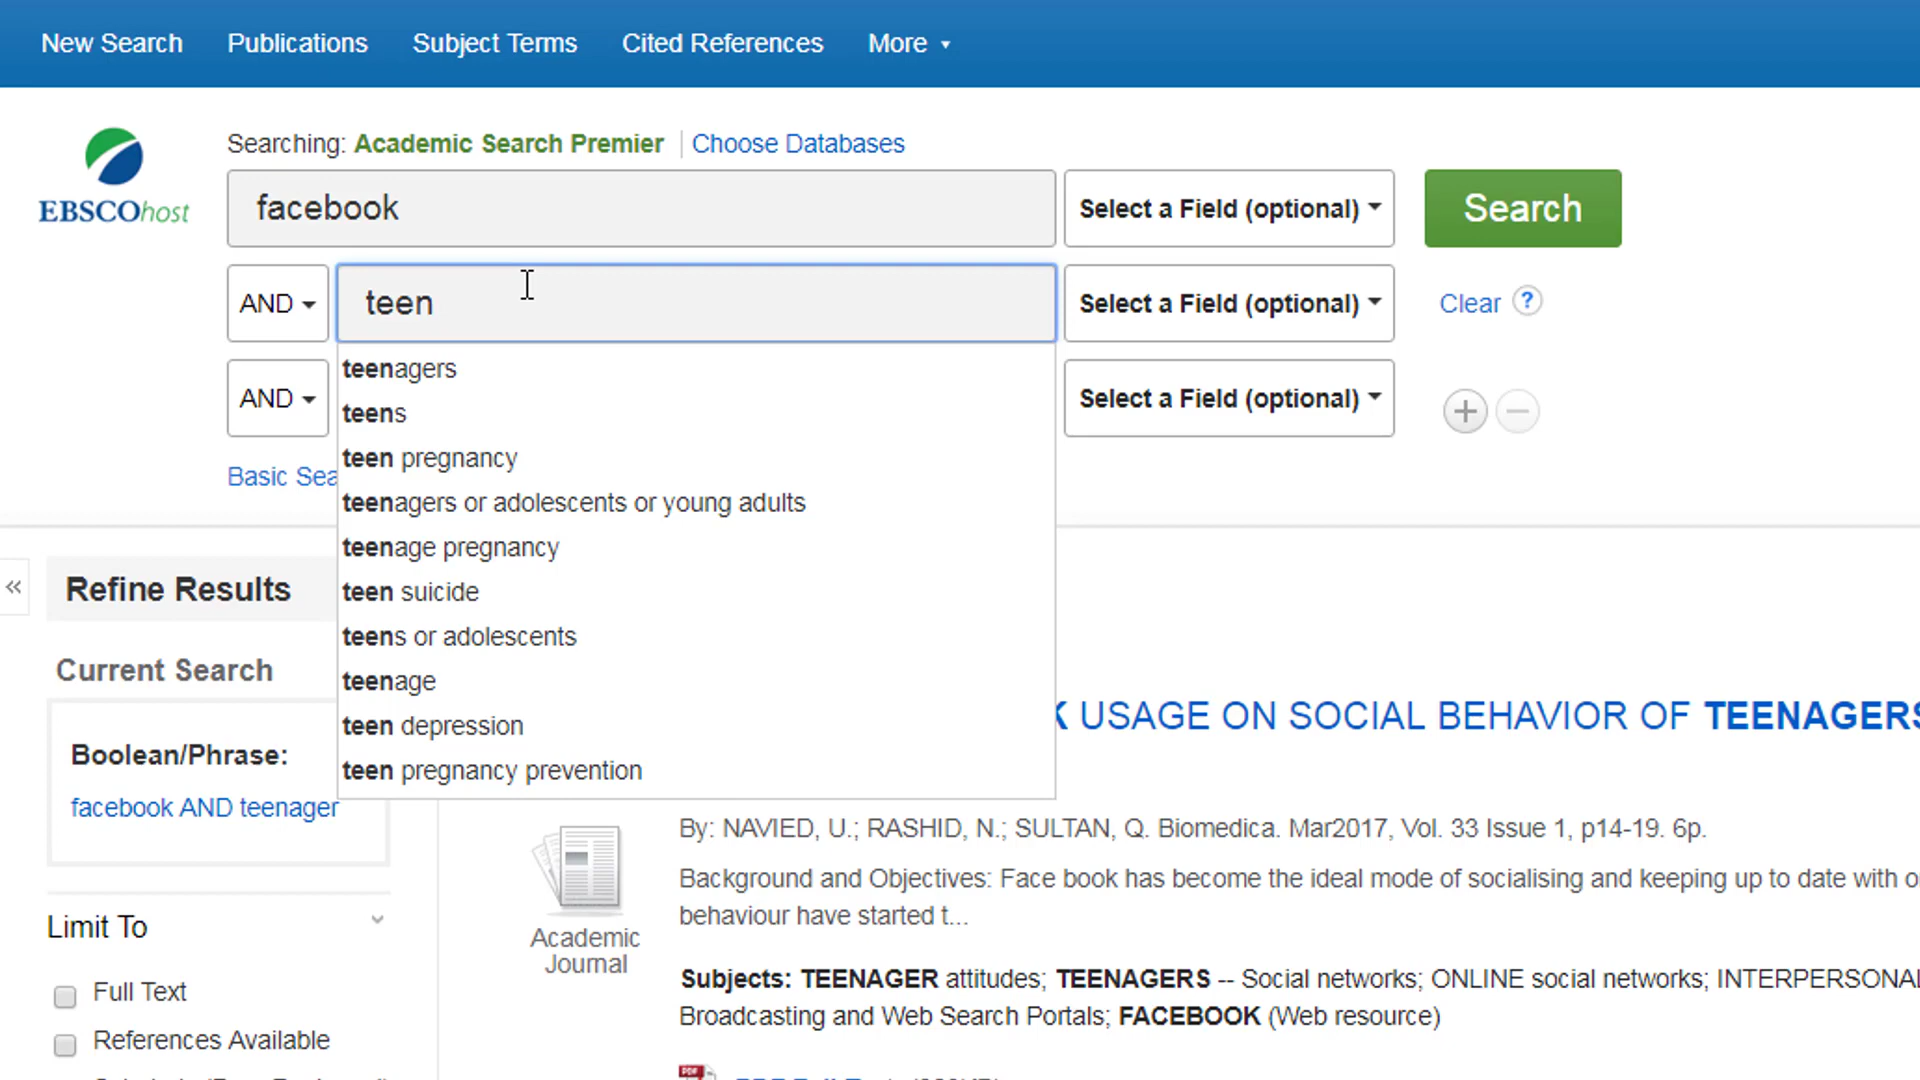 New Search Publications Subject Terms Cited References More
Searching: Academic Search Premier Choose Databases
EBSCOhost
facebook Select a Field (optional) Search
AND teen Select a Field (optional) Clear ?
teenagers
teens
AND Select a Field (optional)
teen pregnancy
Basic Sea
teenagers or adolescents or young adults
teenage pregnancy
teen suicide
teens or adolescents
teenage
teen depression
teen pregnancy prevention
Refine Results
Current Search
Boolean/Phrase:
facebook AND teenager
Limit To
Full Text
References Available
K USAGE ON SOCIAL BEHAVIOR OF TEENAGERS
By: NAVIED, U.; RASHID, N.; SULTAN, Q. Biomedica. Mar2017, Vol. 33 Issue 1, p14-19. 6p.
Background and Objectives: Face book has become the ideal mode of socialising and keeping up to date with
behaviour have started t...
Academic
Journal
Subjects: TEENAGER attitudes; TEENAGERS -- Social networks; ONLINE social networks; INTERPERSONAL
Broadcasting and Web Search Portals; FACEBOOK (Web resource)
PDF